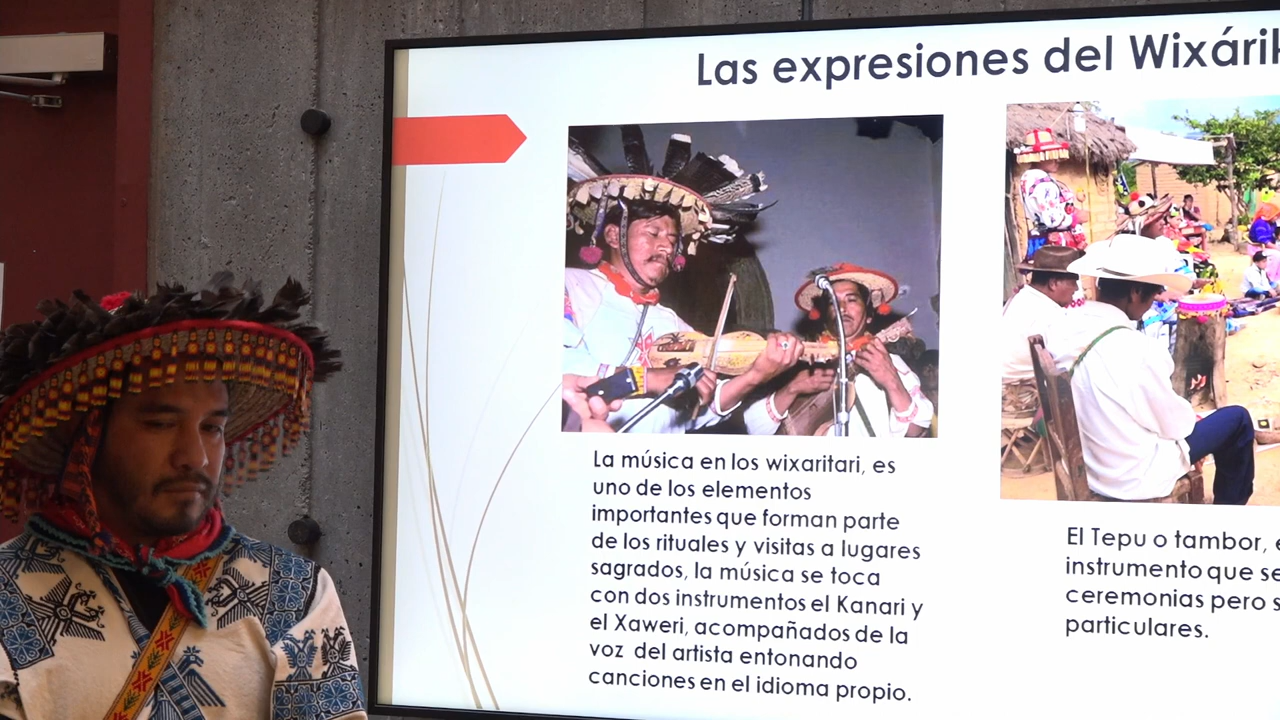 Las expresiones del
La música en los wixaritari, es
uno de los elementos
importantes que forman parte
de los rituales y visitas a lugares
sagrados, la música se toca
con dos instrumentos el Kanari y
el Xaweri, acompañados de la
voz del artista entonando
canciones en el idioma propio.
El Tepu o tambor,
instrumento que
ceremonias pero
particulares.